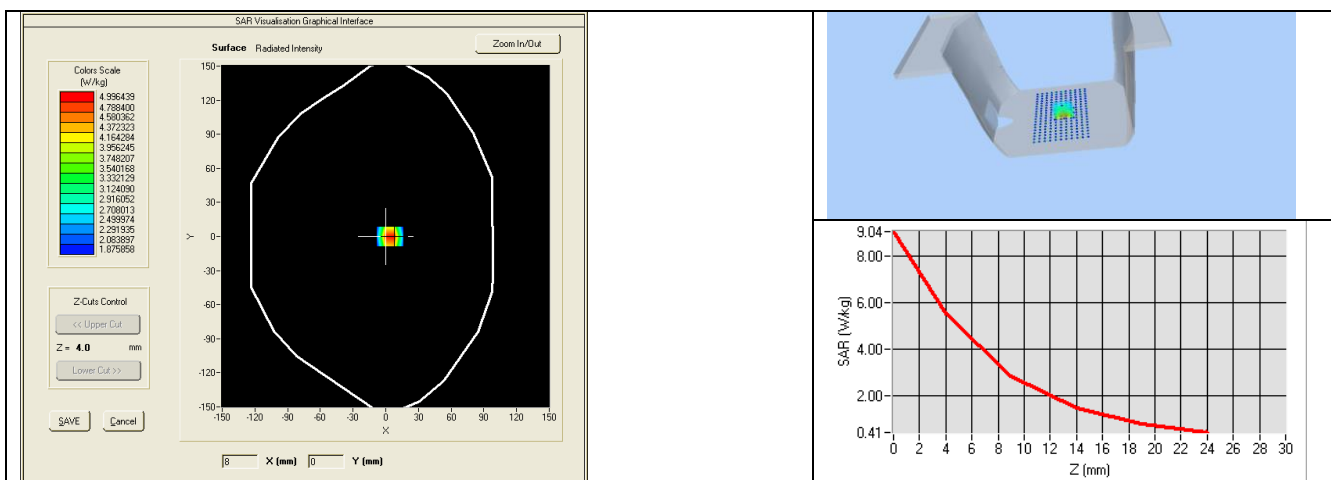 SAR Visualisation Graphical Interface
Surface Radiated Intensity
Zoom In/Out
Colors Scale
(W/kg)
4.996439
4.788400
4.580362
4.372323
4.164284
3.956245
3.748207
3.540168
3.332129
3.124090
2.916052
2.708013
2.499974
2.291935
2.083897
1.875858
Z-Cuts Control
<< Upper Cut
Z = 4.0 mm
Lower Cut >>
SAVE Cancel
Y
150
120
90
60
30
0
-30
-60
-90
-120
-150
-150 -120 -90 -60 -30 0 30 60 90 120 150
X
8 X (mm) 0 Y (mm)
SAR (W/kg)
9.04
8.00
6.00
4.00
2.00
0.41
0 2 4 6 8 10 12 14 16 18 20 22 24 26 28 30
Z (mm)